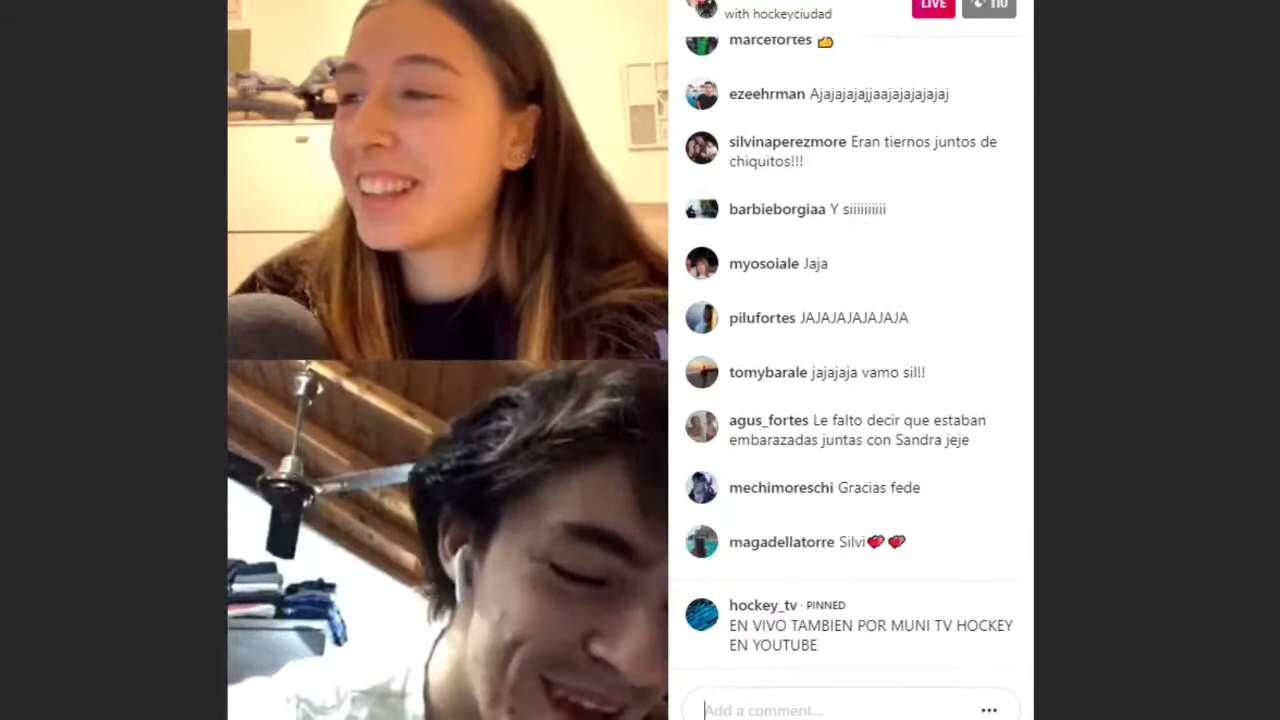 with hockeyciudad
LIVE
110
marcefortes 👍
ezeehrman Ajajajajajjaajajajajajaj
silvinaperezmore Eran tiernos juntos de
chiquitos!!!
barbieborgiaa Y siiiiiiiiii
myosoiale Jaja
pilufortes JAJAJAJAJAJAJA
tomybarale jajajaja vamo sil!!
agus_fortes Le falto decir que estaban
embarazadas juntas con Sandra jeje
mechimoreschi Gracias fede
magadellatorre Silvi💕💕
hockey_tv · PINNED
EN VIVO TAMBIEN POR MUNI TV HOCKEY
EN YOUTUBE
Add a comment...